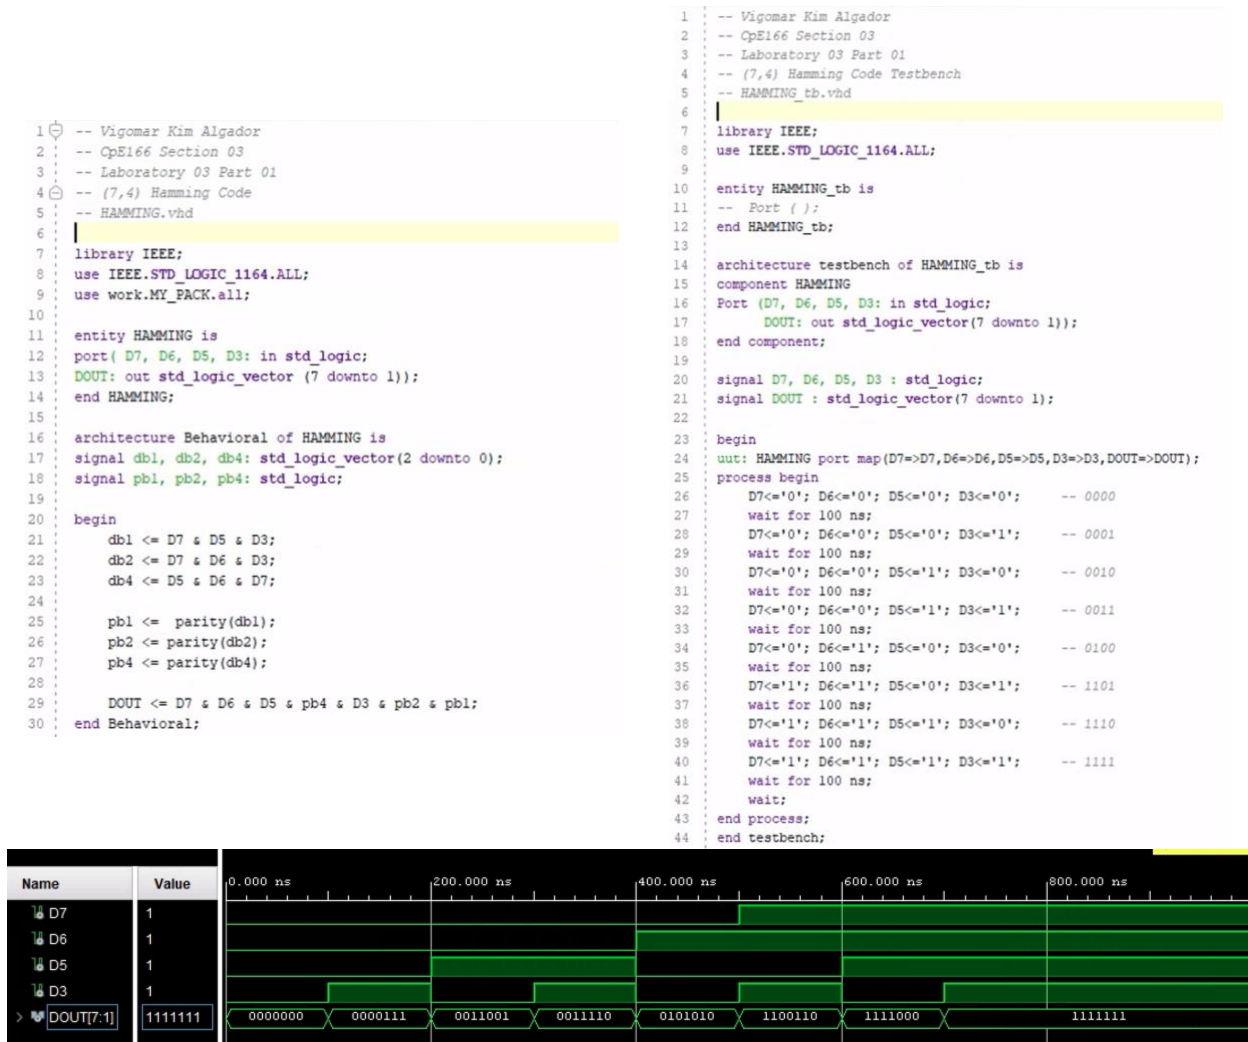 1 -- Vigomar Kim Algador
2 -- CpE166 Section 03
3 -- Laboratory 03 Part 01
4 -- (7,4) Hamming Code
5 -- HAMMING.vhd
6
7 library IEEE;
8 use IEEE.STD_LOGIC_1164.ALL;
9 use work.MY_PACK.all;
10
11 entity HAMMING is
12 port( D7, D6, D5, D3: in std_logic;
13 DOUT: out std_logic_vector (7 downto 1));
14 end HAMMING;
15
16 architecture Behavioral of HAMMING is
17 signal db1, db2, db4: std_logic_vector(2 downto 0);
18 signal pb1, pb2, pb4: std_logic;
19
20 begin
21 db1 <= D7 & D5 & D3;
22 db2 <= D7 & D6 & D3;
23 db4 <= D5 & D6 & D7;
24
25 pb1 <= parity(db1);
26 pb2 <= parity(db2);
27 pb4 <= parity(db4);
28
29 DOUT <= D7 & D6 & D5 & pb4 & D3 & pb2 & pb1;
30 end Behavioral;
1 -- Vigomar Kim Algador
2 -- CpE166 Section 03
3 -- Laboratory 03 Part 01
4 -- (7,4) Hamming Code Testbench
5 -- HAMMING_tb.vhd
6
7 library IEEE;
8 use IEEE.STD_LOGIC_1164.ALL;
9
10 entity HAMMING_tb is
11 -- Port ( );
12 end HAMMING_tb;
13
14 architecture testbench of HAMMING_tb is
15 component HAMMING
16 Port (D7, D6, D5, D3: in std_logic;
17 DOUT: out std_logic_vector(7 downto 1));
18 end component;
19
20 signal D7, D6, D5, D3 : std_logic;
21 signal DOUT : std_logic_vector(7 downto 1);
22
23 begin
24 uut: HAMMING port map(D7=>D7,D6=>D6,D5=>D5,D3=>D3,DOUT=>DOUT);
25 process begin
26 D7<='0'; D6<='0'; D5<='0'; D3<='0'; -- 0000
27 wait for 100 ns;
28 D7<='0'; D6<='0'; D5<='0'; D3<='1'; -- 0001
29 wait for 100 ns;
30 D7<='0'; D6<='0'; D5<='1'; D3<='0'; -- 0010
31 wait for 100 ns;
32 D7<='0'; D6<='0'; D5<='1'; D3<='1'; -- 0011
33 wait for 100 ns;
34 D7<='0'; D6<='1'; D5<='0'; D3<='0'; -- 0100
35 wait for 100 ns;
36 D7<='1'; D6<='1'; D5<='0'; D3<='1'; -- 1101
37 wait for 100 ns;
38 D7<='1'; D6<='1'; D5<='1'; D3<='0'; -- 1110
39 wait for 100 ns;
40 D7<='1'; D6<='1'; D5<='1'; D3<='1'; -- 1111
41 wait for 100 ns;
42 wait;
43 end process;
44 end testbench;
Name Value 0.000 ns 200.000 ns 400.000 ns 600.000 ns 800.000 ns
D7 1
D6 1
D5 1
D3 1
DOUT[7:1] 1111111 0000000 0000111 0011001 0011110 0101010 1100110 1111000 1111111